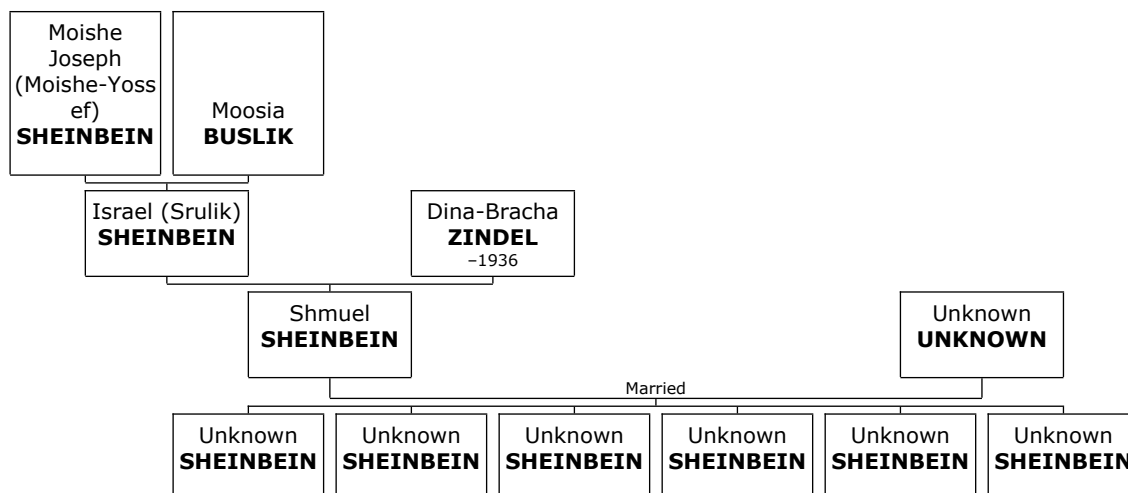 Moishe
Joseph
(Moishe-Yoss
ef)
SHEINBEIN
Moosia
BUSLIK
Israel (Srulik)
SHEINBEIN
Dina-Bracha
ZINDEL
–1936
Shmuel
SHEINBEIN
Unknown
UNKNOWN
Married
Unknown
SHEINBEIN
Unknown
SHEINBEIN
Unknown
SHEINBEIN
Unknown
SHEINBEIN
Unknown
SHEINBEIN
Unknown
SHEINBEIN